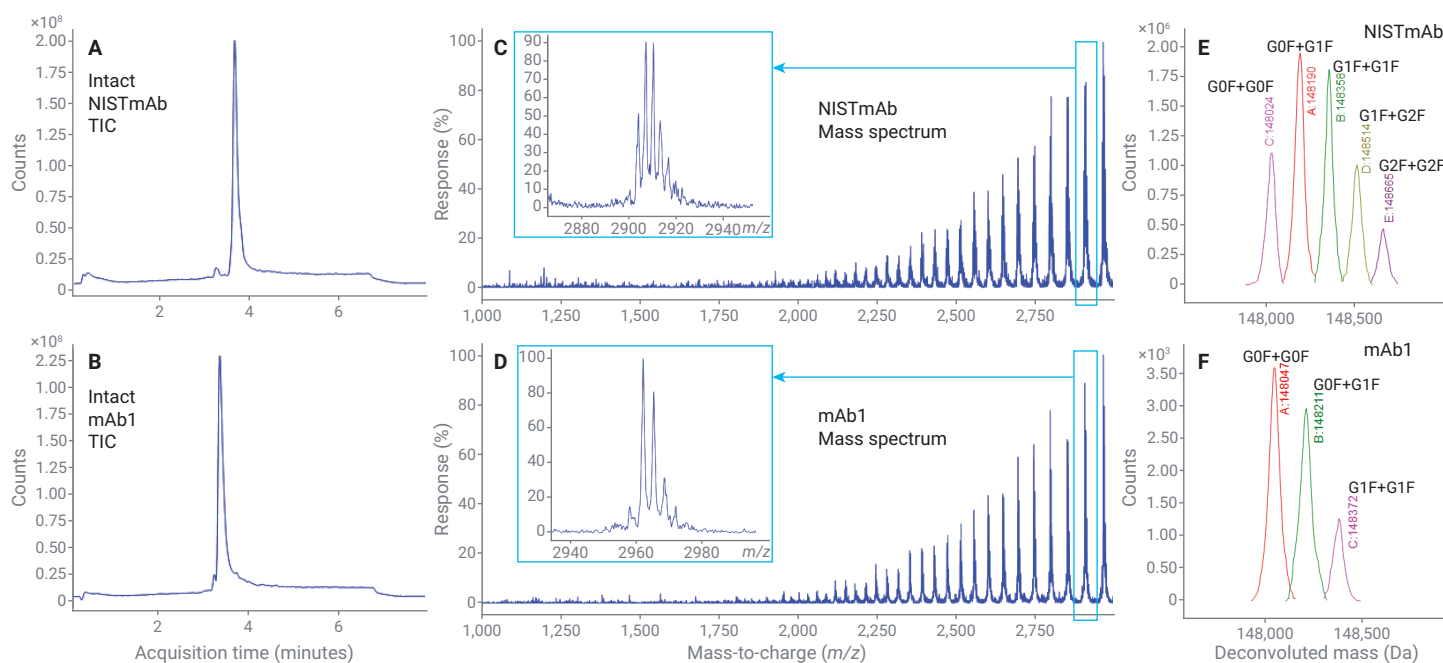 ×10⁸
2.00
1.75
1.50
1.25
1.00
0.75
0.50
0.25
0
Counts
A
Intact
NISTmAb
TIC
2
4
6
×10⁸
2.25
2.00
1.75
1.50
1.25
1.00
0.75
0.50
0.25
0
Counts
B
Intact
mAb1
TIC
2
4
6
Acquisition time (minutes)
100
80
60
40
20
0
Response (%)
C
90
80
70
60
50
40
30
20
10
0
2880
2900
2920
2940
m/z
NISTmAb
Mass spectrum
1,000
1,250
1,500
1,750
2,000
2,250
2,500
2,750
100
80
60
40
20
0
Response (%)
D
100
80
60
40
20
0
2940
2960
2980
m/z
mAb1
Mass spectrum
1,000
1,250
1,500
1,750
2,000
2,250
2,500
2,750
Mass-to-charge (m/z)
×10⁶
E
NISTmAb
2.00
1.75
1.50
1.25
1.00
0.75
0.5
0.25
0
Counts
G0F+G0F
C:148024
G0F+G1F
A:148190
G1F+G1F
B:148358
G1F+G2F
D:148514
G2F+G2F
E:148665
148,000
148,500
×10³
F
mAb1
3.50
3.00
2.50
2.00
1.50
1.00
0.50
0
Counts
G0F+G0F
A:148047
G0F+G1F
B:148211
G1F+G1F
C:148372
148,000
148,500
Deconvoluted mass (Da)